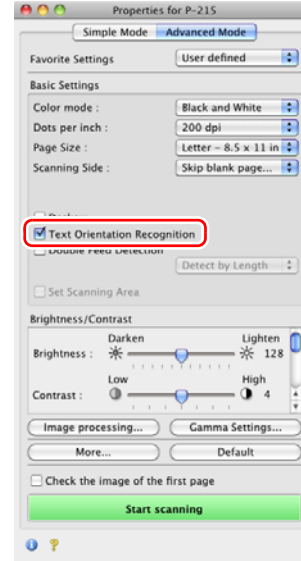 Properties for P-215
Simple Mode Advanced Mode
Favorite Settings User defined
Basic Settings
Color mode : Black and White
Dots per inch : 200 dpi
Page Size : Letter - 8.5 x 11 in
Scanning Side : Skip blank page...
Text Orientation Recognition
Double Feed Detection
Detect by Length
Set Scanning Area
Brightness/Contrast
Darken Lighten
Brightness : 128
Low High
Contrast : 4
Image processing... Gamma Settings...
More... Default
Check the image of the first page
Start scanning